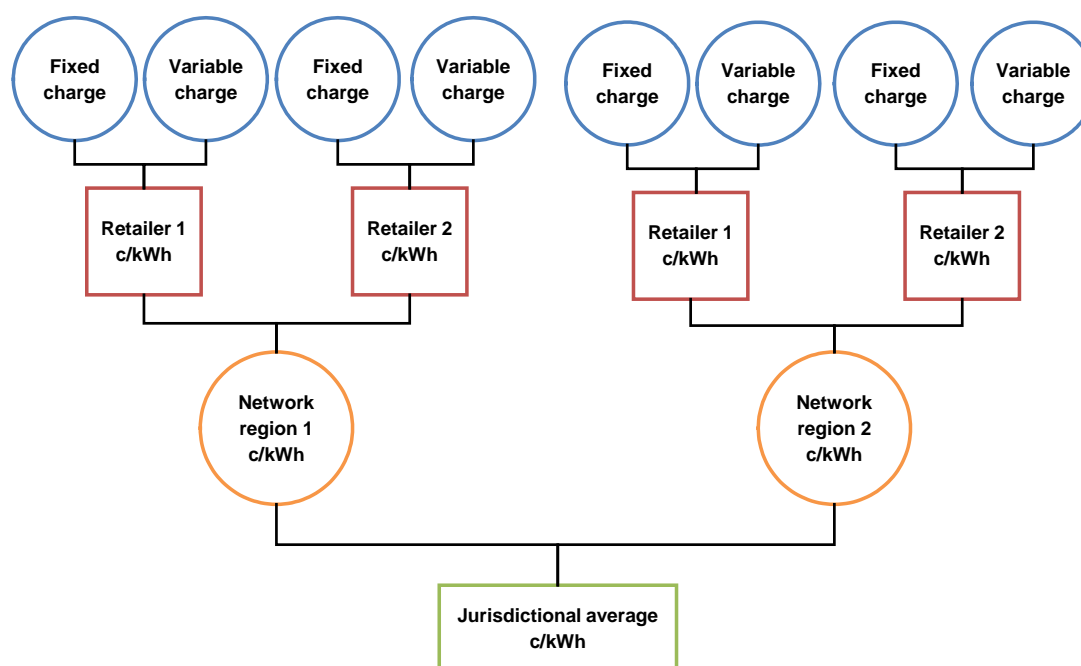 Fixed
charge
Variable
charge
Fixed
charge
Variable
charge
Fixed
charge
Variable
charge
Fixed
charge
Variable
charge
Retailer 1
c/kWh
Retailer 2
c/kWh
Retailer 1
c/kWh
Retailer 2
c/kWh
Network
region 1
c/kWh
Network
region 2
c/kWh
Jurisdictional average
c/kWh